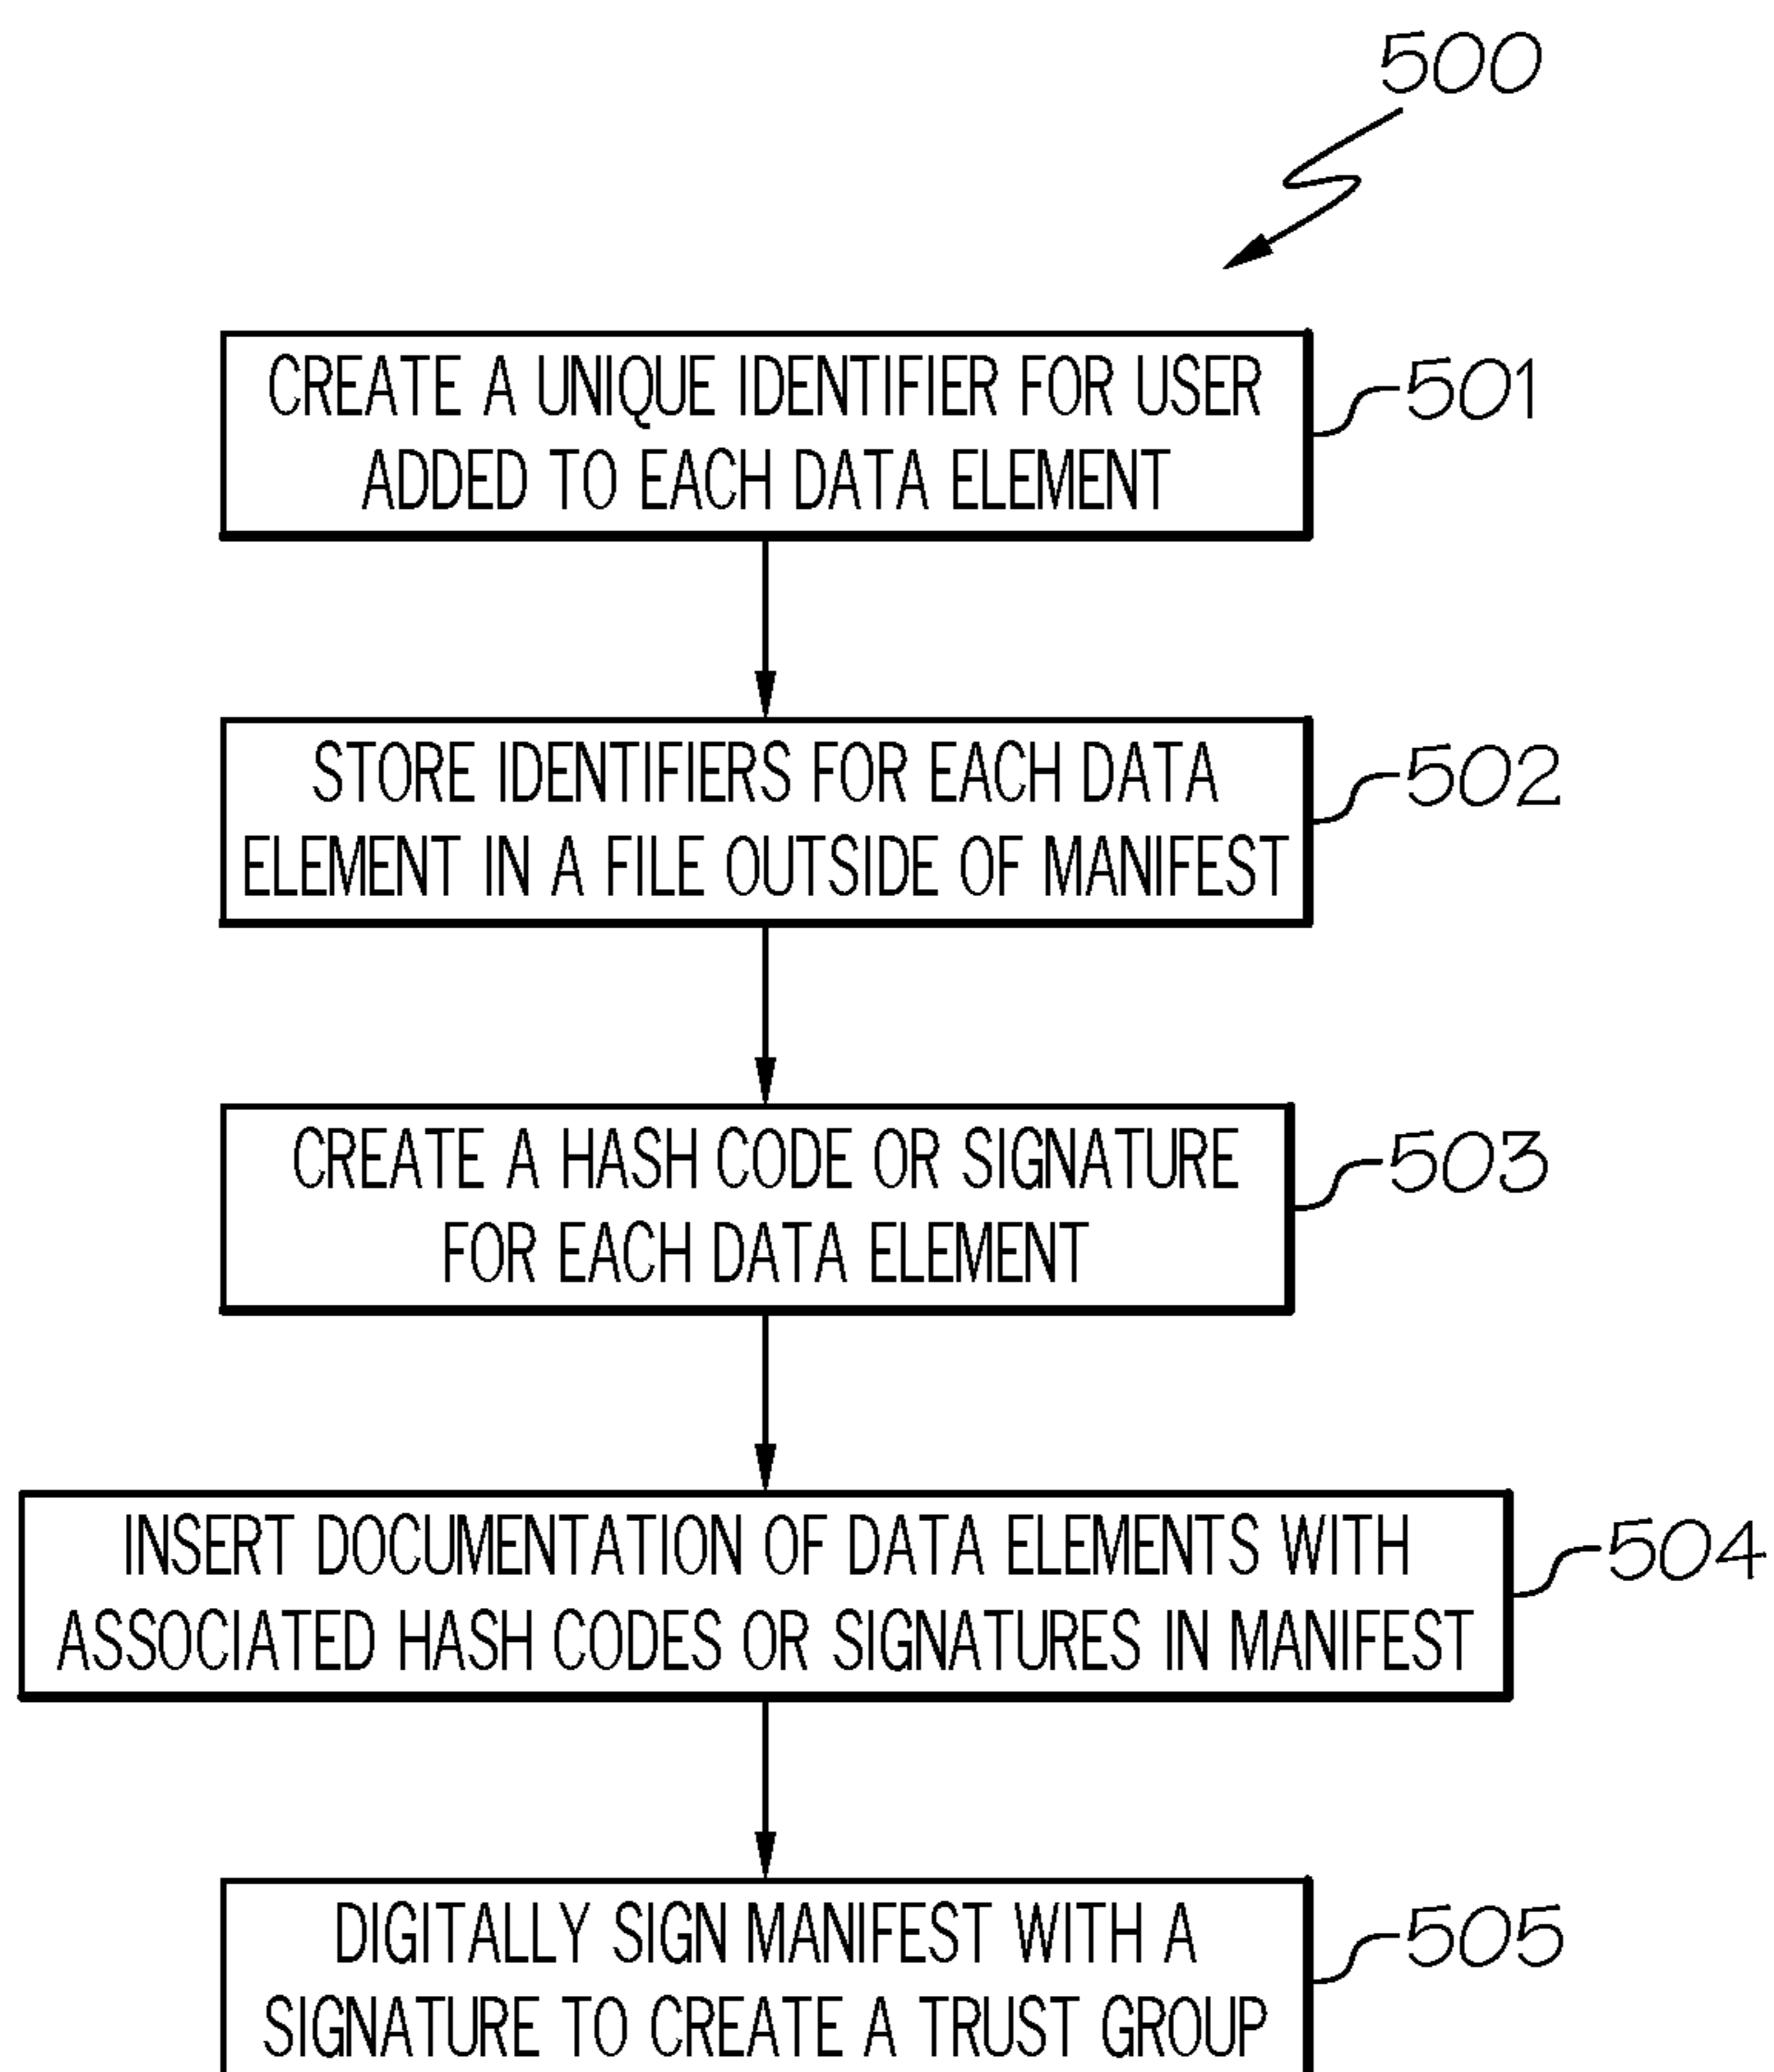 500
CREATE A UNIQUE IDENTIFIER FOR USER
ADDED TO EACH DATA ELEMENT
501
STORE IDENTIFIERS FOR EACH DATA
ELEMENT IN A FILE OUTSIDE OF MANIFEST
502
CREATE A HASH CODE OR SIGNATURE
FOR EACH DATA ELEMENT
503
INSERT DOCUMENTATION OF DATA ELEMENTS WITH
ASSOCIATED HASH CODES OR SIGNATURES IN MANIFEST
504
DIGITALLY SIGN MANIFEST WITH A
SIGNATURE TO CREATE A TRUST GROUP
505